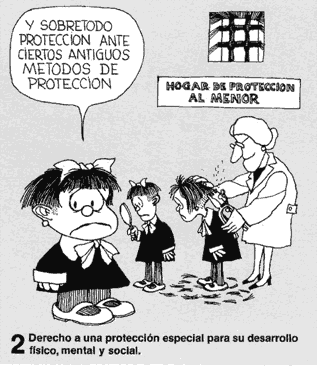 Y SOBRETODO
PROTECCION ANTE
CIERTOS ANTIGUOS
METODOS DE
PROTECCION
HOGAR DE PROTECCION
AL MENOR
2 Derecho a una protección especial para su desarrollo
físico, mental y social.